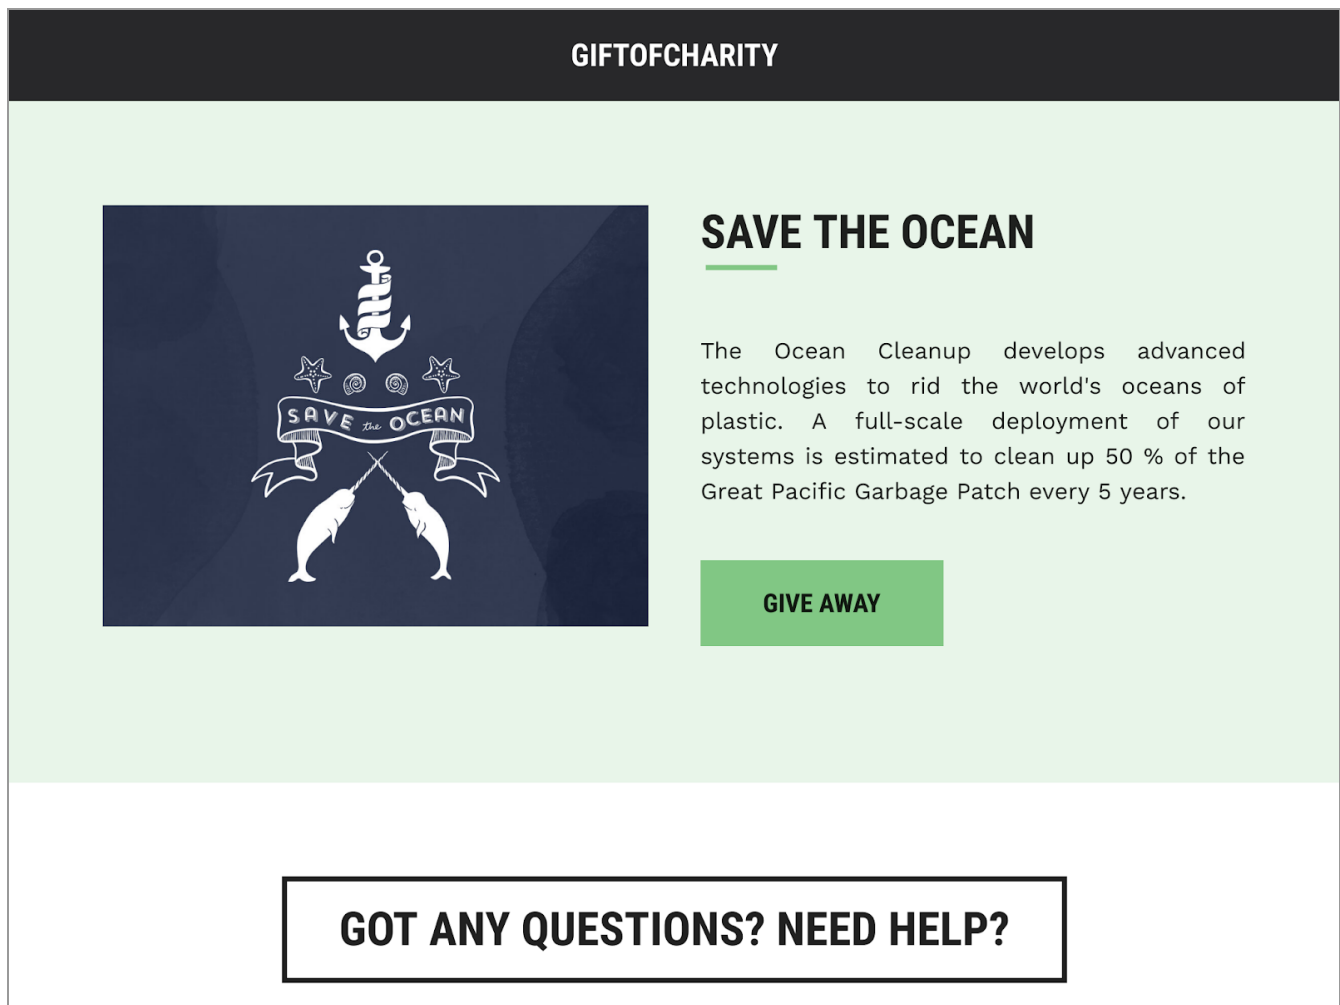 GIFTOFCHARITY
SAVE the OCEAN
SAVE THE OCEAN
The Ocean Cleanup develops advanced
technologies to rid the world's oceans of
plastic. A full-scale deployment of our
systems is estimated to clean up 50 % of the
Great Pacific Garbage Patch every 5 years.
GIVE AWAY
GOT ANY QUESTIONS? NEED HELP?